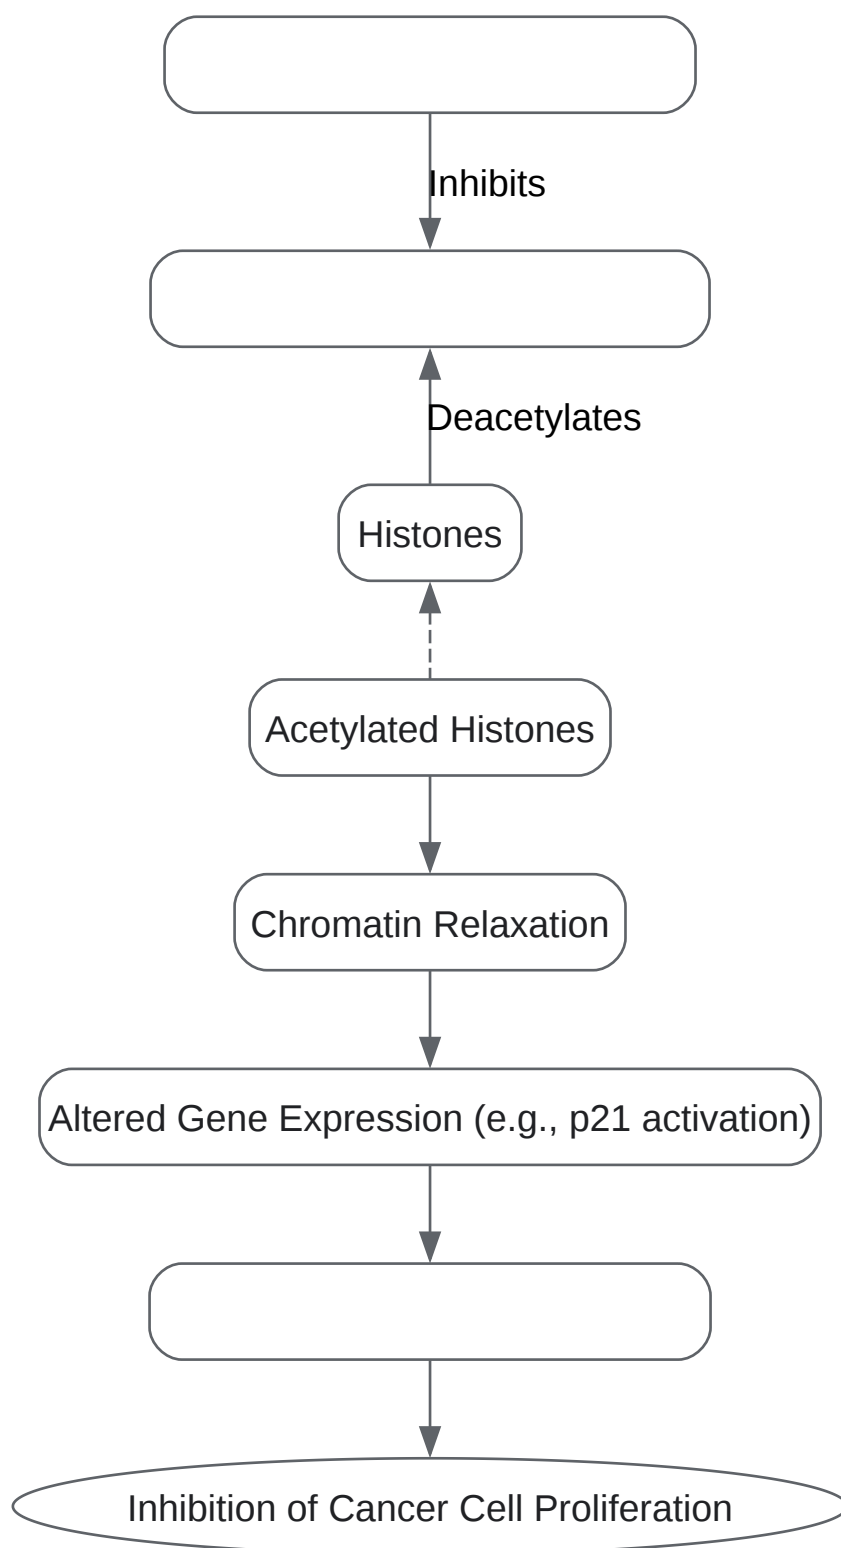 Inhibits
Deacetylates
Histones
Acetylated Histones
Chromatin Relaxation
Altered Gene Expression (e.g., p21 activation)
Inhibition of Cancer Cell Proliferation